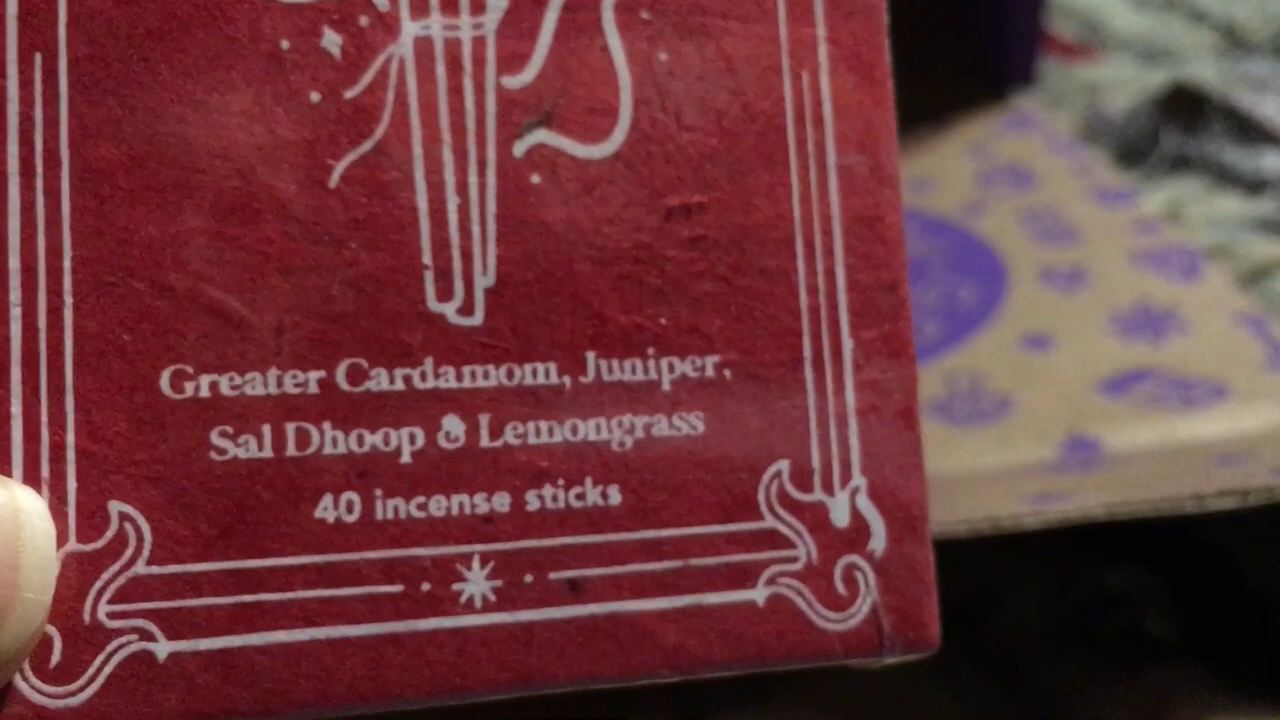 Greater Cardamom, Juniper,
Sal Dhoop & Lemongrass
40 incense sticks